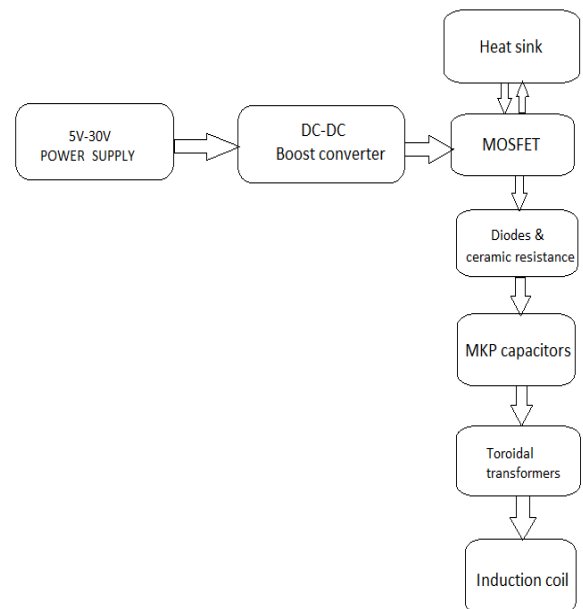 Heat sink
5V-30V
POWER SUPPLY
DC-DC
Boost converter
MOSFET
Diodes &
ceramic resistance
MKP capacitors
Toroidal
transformers
Induction coil